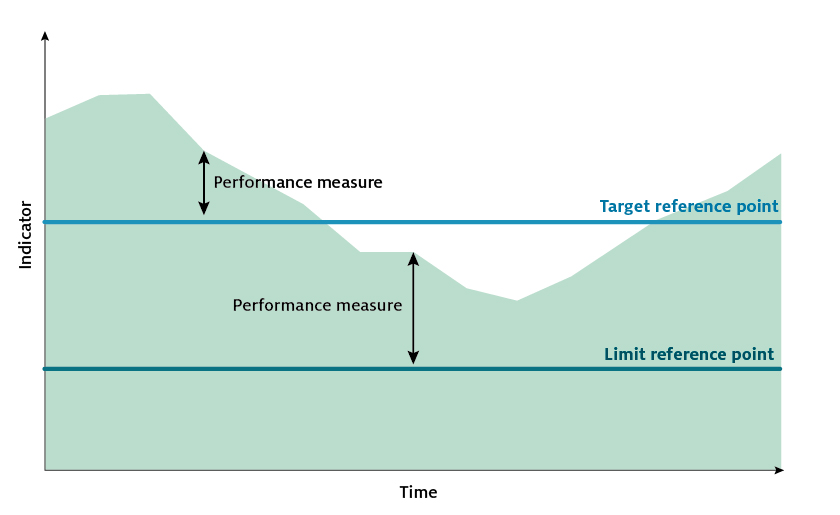 Performance measure
Target reference point
Indicator
Performance measure
Limit reference point
Time